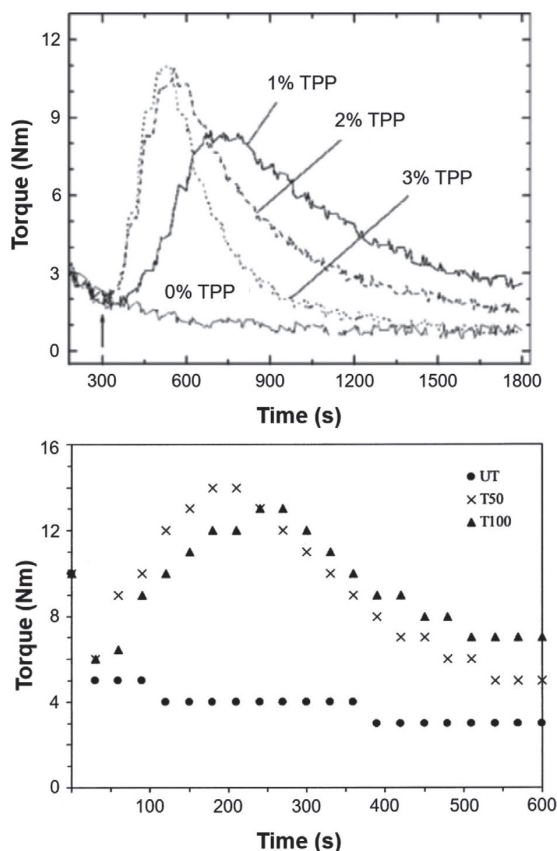 12
9
6
3
0
Torque (Nm)
1% TPP
2% TPP
3% TPP
0% TPP
300
600
900
1200
1500
1800
Time (s)
16
12
8
4
0
Torque (Nm)
UT
T50
T100
100
200
300
400
500
600
Time (s)